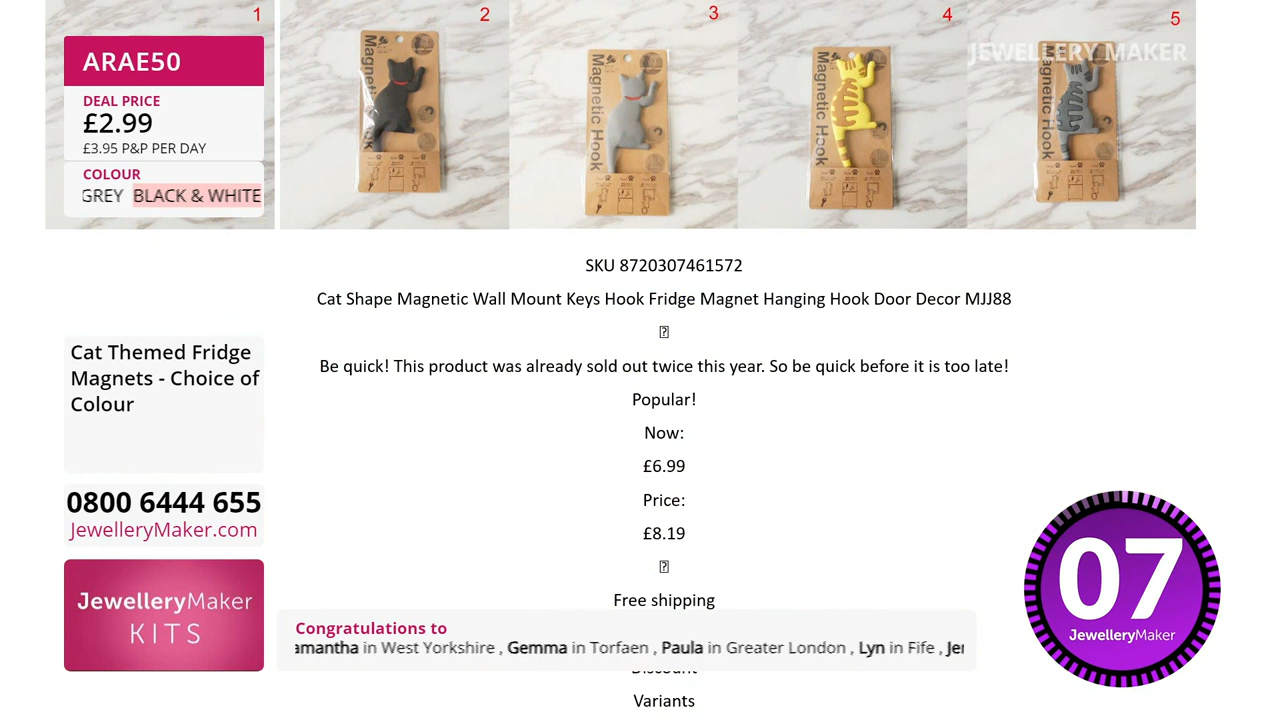 1
2
3
4
5
ARAE50
DEAL PRICE
£2.99
£3.95 P&P PER DAY
COLOUR
GREY BLACK & WHITE
Magnetic Hook
Magnetic Hook
Magnetic Hook
Magnetic Hook
JEWELLERY MAKER
SKU 8720307461572
Cat Shape Magnetic Wall Mount Keys Hook Fridge Magnet Hanging Hook Door Decor MJJ88
Be quick! This product was already sold out twice this year. So be quick before it is too late!
Popular!
Now:
£6.99
Price:
£8.19
Free shipping
Discount
Variants
Cat Themed Fridge
Magnets - Choice of
Colour
0800 6444 655
JewelleryMaker.com
JewelleryMaker
KITS
Congratulations to
amantha in West Yorkshire , Gemma in Torfaen , Paula in Greater London , Lyn in Fife , Jer
07
JewelleryMaker